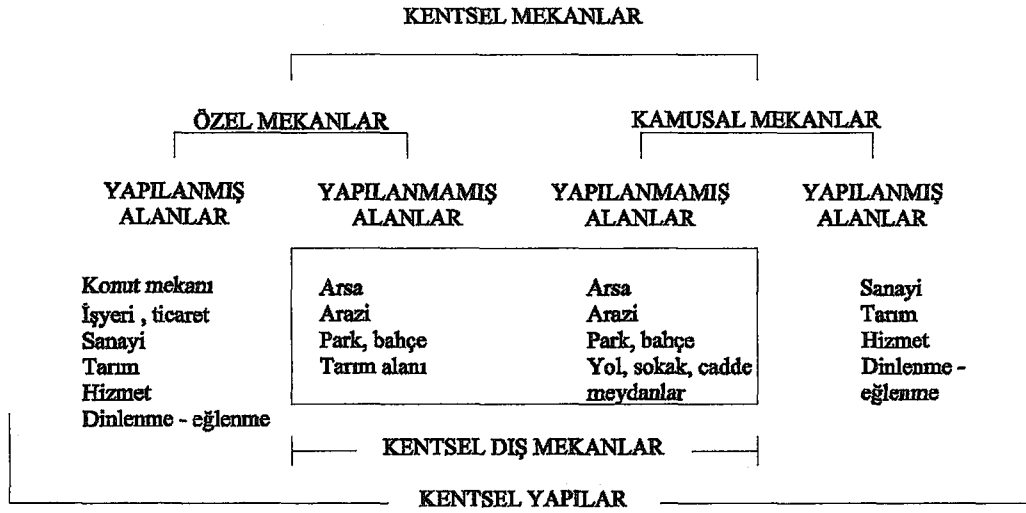 KENTSEL MEKANLAR
ÖZEL MEKANLAR
KAMUSAL MEKANLAR
YAPILANMIŞ
ALANLAR
YAPILANMAMIŞ
ALANLAR
YAPILANMAMIŞ
ALANLAR
YAPILANMIŞ
ALANLAR
Konut mekanı
İşyeri , ticaret
Sanayi
Tarım
Hizmet
Dinlenme - eğlenme
Arsa
Arazi
Park, bahçe
Tarım alanı
Arsa
Arazi
Park, bahçe
Yol, sokak, cadde
meydanlar
Sanayi
Tarım
Hizmet
Dinlenme -
eğlenme
KENTSEL DIŞ MEKANLAR
KENTSEL YAPILAR